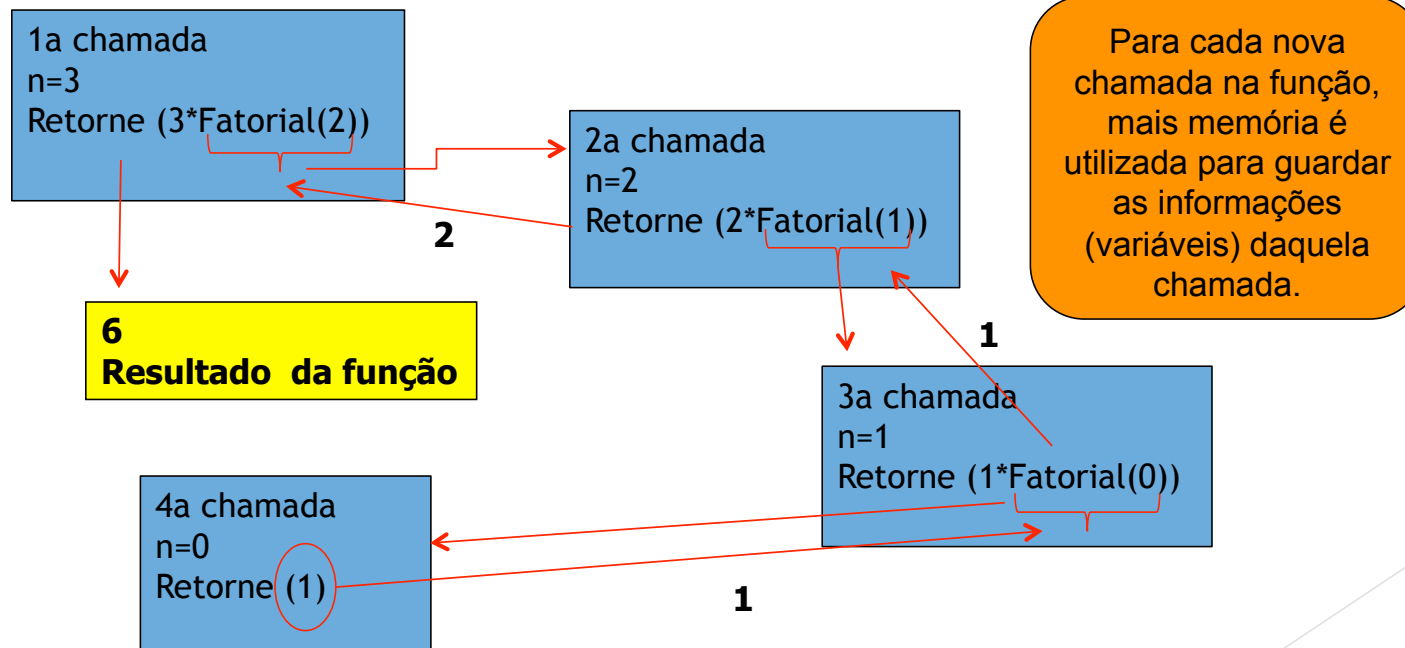 1a chamada
n=3
Retorne (3*Fatorial(2))
2a chamada
n=2
Retorne (2*Fatorial(1))
2
Para cada nova
chamada na função,
mais memória é
utilizada para guardar
as informações
(variáveis) daquela
chamada.
6
Resultado da função
1
3a chamada
n=1
Retorne (1*Fatorial(0))
4a chamada
n=0
Retorne (1)
1